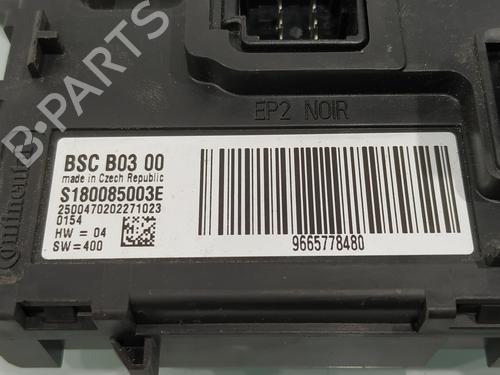 B-PARTS
EP2 NOIR
Continental
BSC B03 00
made in Czech Republic
S180085003E
2500470202271023
0154
HW = 04
SW=400
9665778480